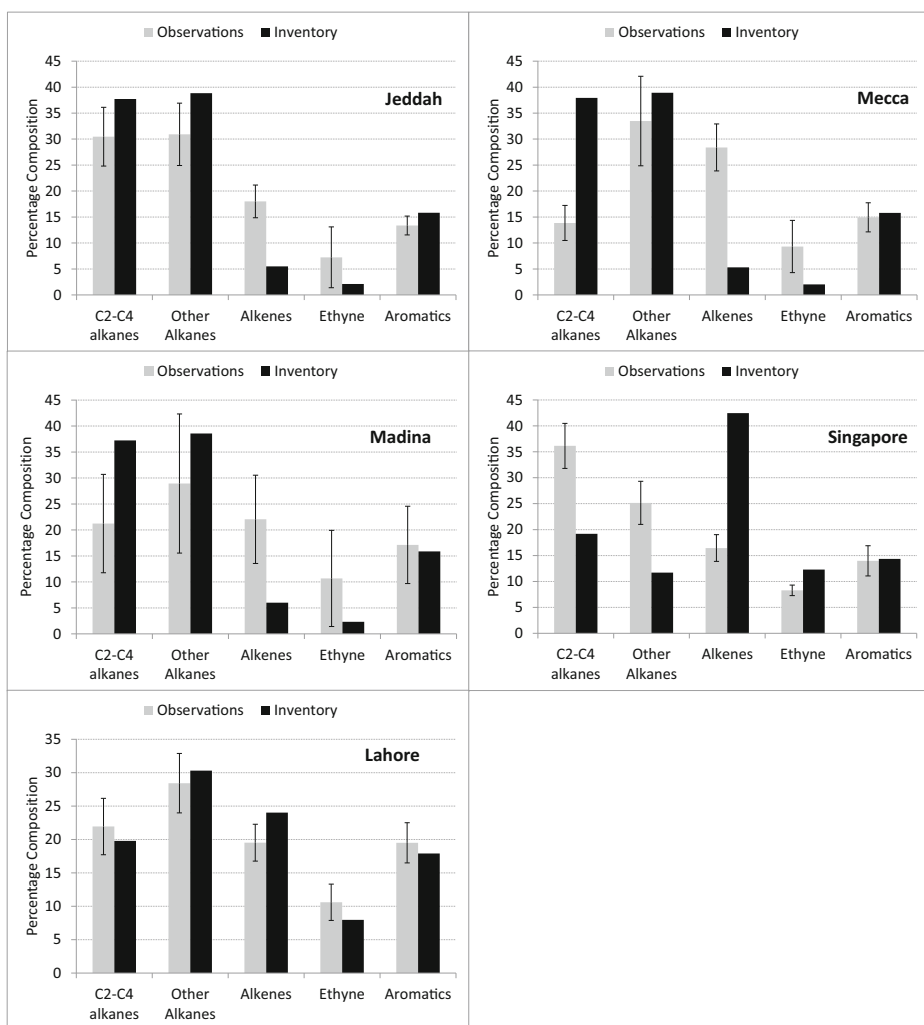 Observations Inventory
Percentage Composition
45
40
35
30
25
20
15
10
5
0
Jeddah
C2-C4
alkanes
Other
Alkanes
Alkenes
Ethyne
Aromatics
Observations Inventory
Percentage Composition
45
40
35
30
25
20
15
10
5
0
Mecca
C2-C4
alkanes
Other
Alkanes
Alkenes
Ethyne
Aromatics
Observations Inventory
Percentage Composition
45
40
35
30
25
20
15
10
5
0
Madina
C2-C4
alkanes
Other
Alkanes
Alkenes
Ethyne
Aromatics
Observations Inventory
Percentage Composition
45
40
35
30
25
20
15
10
5
0
Singapore
C2-C4
alkanes
Other
Alkanes
Alkenes
Ethyne
Aromatics
Observations Inventory
Percentage Composition
35
30
25
20
15
10
5
0
Lahore
C2-C4
alkanes
Other
Alkanes
Alkenes
Ethyne
Aromatics